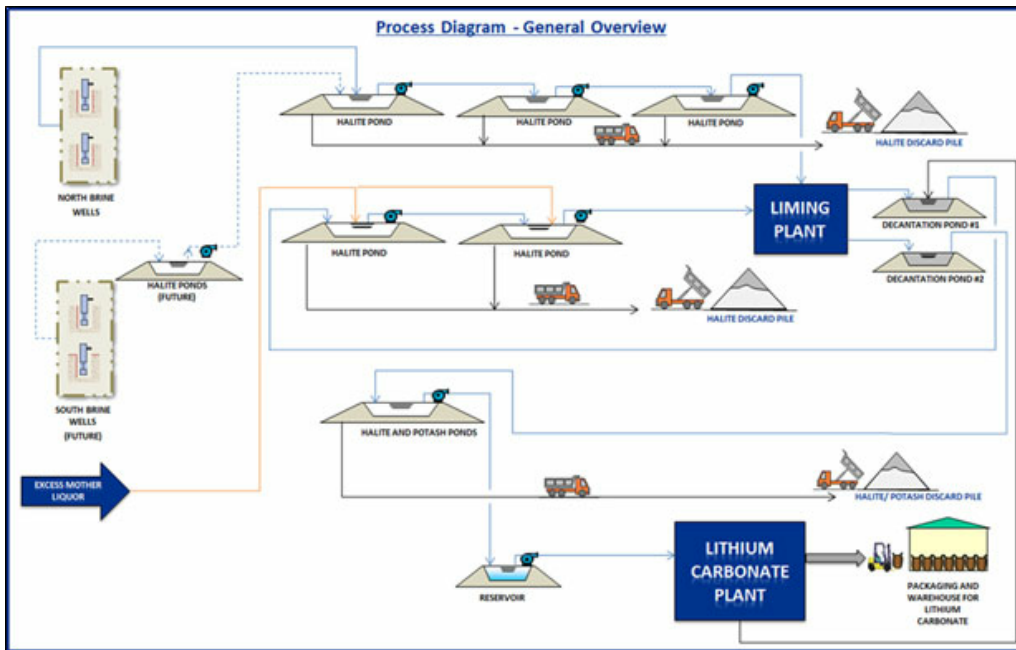 Process Diagram - General Overview
HALITE POND
HALITE POND
HALITE POND
HALITE DISCARD PILE
NORTH BRINE
WELLS
LIMING
PLANT
DECANTATION POND #1
HALITE POND
HALITE POND
DECANTATION POND #2
HALITE PONDS
(FUTURE)
HALITE DISCARD PILE
SOUTH BRINE
WELLS
(FUTURE)
HALITE AND POTASH PONDS
EXCESS MOTHER
LIQUOR
HALITE/ POTASH DISCARD PILE
LITHIUM
CARBONATE
PLANT
RESERVOIR
PACKAGING AND
WAREHOUSE FOR
LITHIUM
CARBONATE